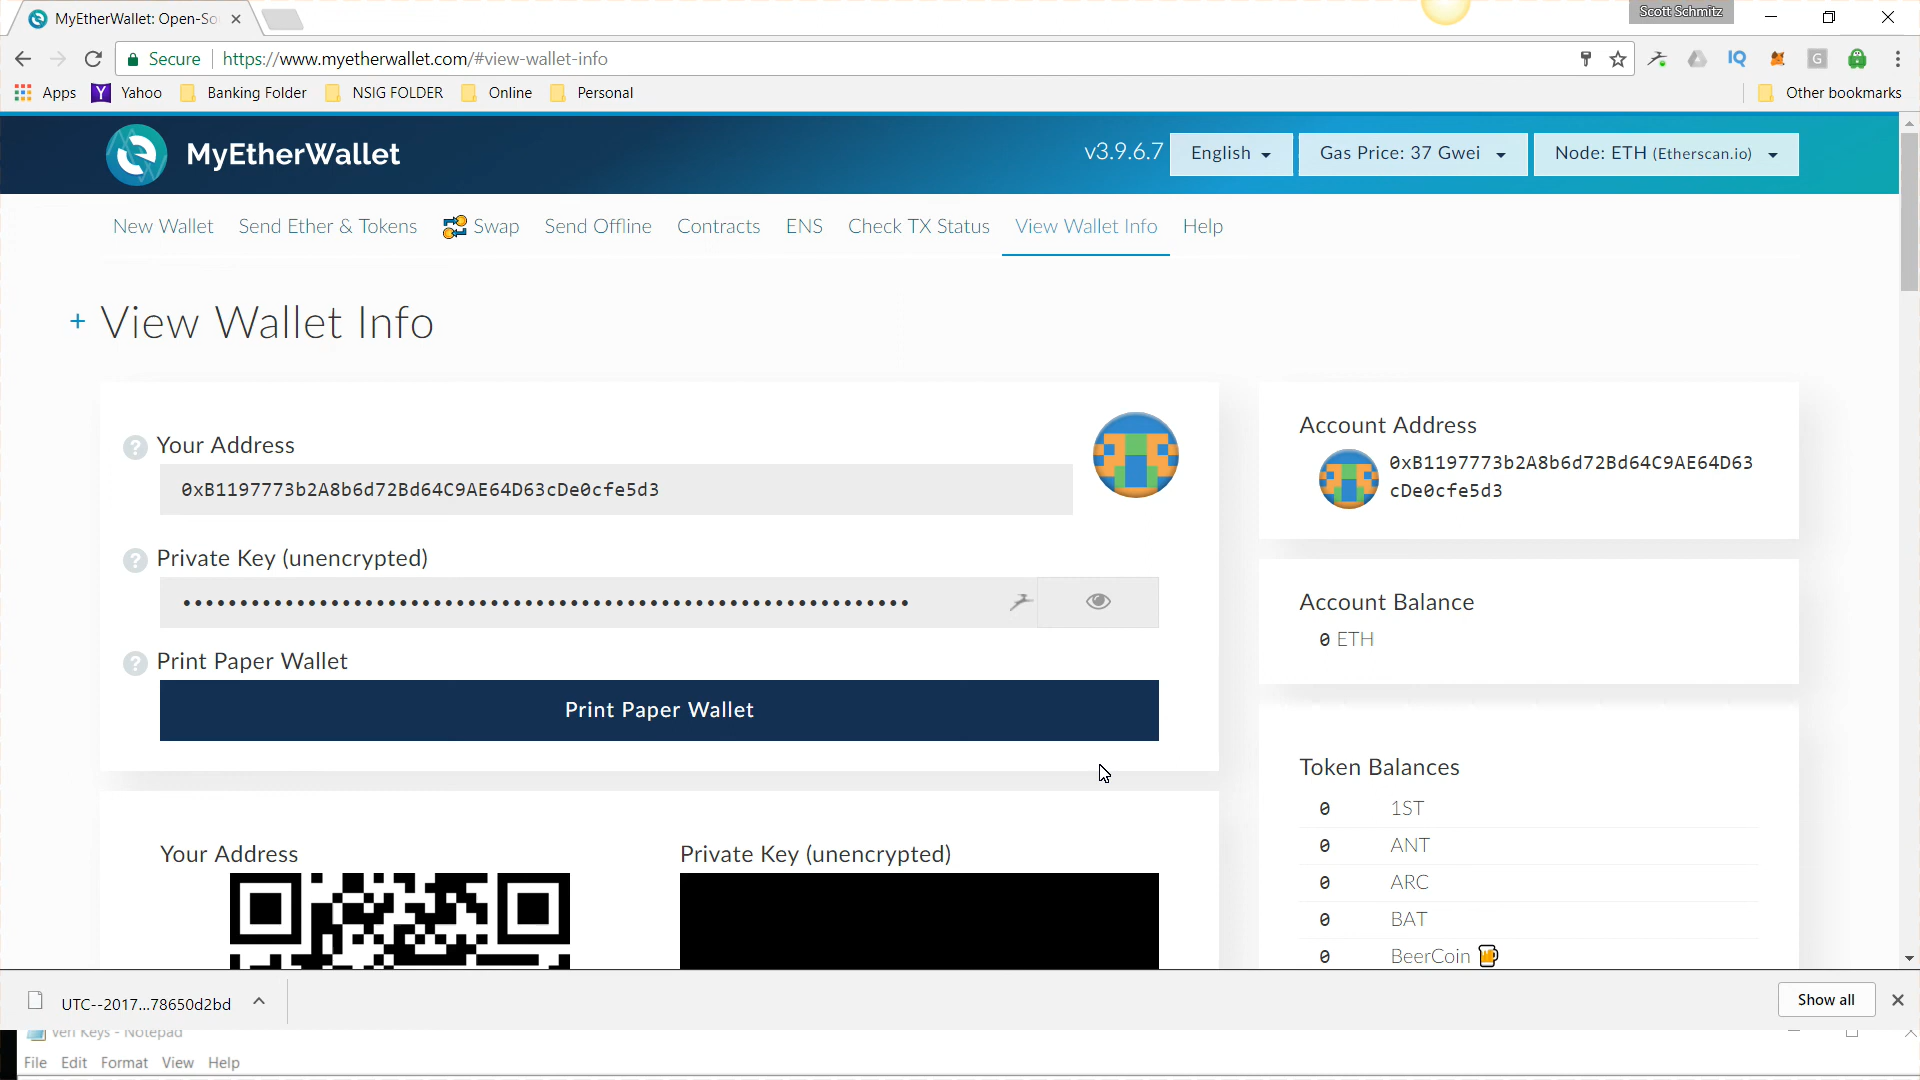 MyEtherWallet: Open-So
Scott Schmitz
Secure
https://www.myetherwallet.com/#view-wallet-info
IQ
G
Apps
Yahoo
Banking Folder
NSIG FOLDER
Online
Personal
Other bookmarks
MyEtherWallet
v3.9.6.7
English
Gas Price: 37 Gwei
Node: ETH (Etherscan.io)
New Wallet
Send Ether & Tokens
Swap
Send Offline
Contracts
ENS
Check TX Status
View Wallet Info
Help
+ View Wallet Info
? Your Address
0xB1197773b2A8b6d72Bd64C9AE64D63cDe0cfe5d3
? Private Key (unencrypted)
? Print Paper Wallet
Print Paper Wallet
Your Address
Private Key (unencrypted)
Account Address
0xB1197773b2A8b6d72Bd64C9AE64D63
cDe0cfe5d3
Account Balance
0 ETH
Token Balances
0 1ST
0 ANT
0 ARC
0 BAT
0 BeerCoin
UTC--2017...78650d2bd
Show all
Ven Keys - Notepad
File Edit Format View Help